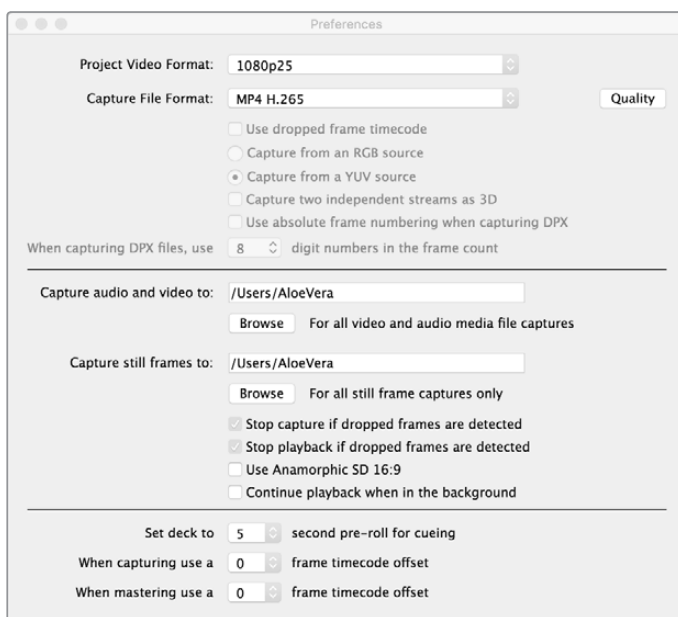 Preferences
Project Video Format: 1080p25
Capture File Format: MP4 H.265 Quality
Use dropped frame timecode
Capture from an RGB source
Capture from a YUV source
Capture two independent streams as 3D
Use absolute frame numbering when capturing DPX
When capturing DPX files, use 8 digit numbers in the frame count
Capture audio and video to: /Users/AloeVera
Browse For all video and audio media file captures
Capture still frames to: /Users/AloeVera
Browse For all still frame captures only
Stop capture if dropped frames are detected
Stop playback if dropped frames are detected
Use Anamorphic SD 16:9
Continue playback when in the background
Set deck to 5 second pre-roll for cueing
When capturing use a 0 frame timecode offset
When mastering use a 0 frame timecode offset